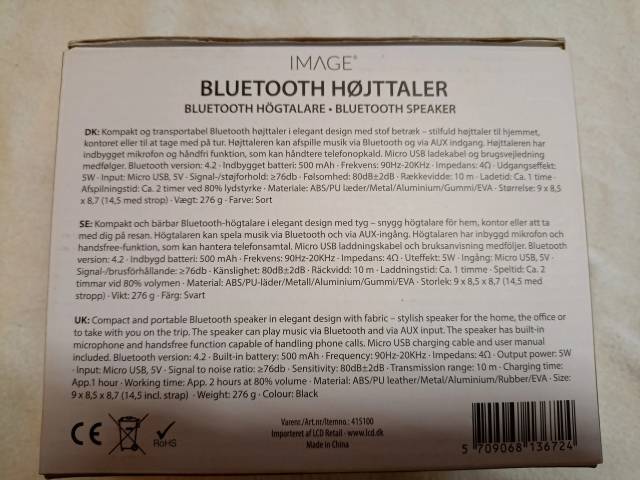 IMAGE®
BLUETOOTH HØJTTALER
BLUETOOTH HÖGTALARE • BLUETOOTH SPEAKER
DK: Kompakt og transportabel Bluetooth højttaler i elegant design med stof betræk – stilfuld højttaler til hjemmet,
kontoret eller til at tage med på tur. Højttaleren kan afspille musik via Bluetooth og via AUX indgang. Højttaleren har
indbygget mikrofon og håndfri funktion, som kan håndtere telefonopkald. Micro USB ladekabel og brugsvejledning
medfølger. Bluetooth version: 4.2 · Indbygget batteri: 500 mAh · Frekvens: 90Hz-20KHz · Impedans: 4Ω · Udgangseffekt:
5W · Input: Micro USB, 5V · Signal-/støjforhold: ≥76db · Følsomhed: 80dB±2dB · Rækkevidde: 10 m · Ladetid: Ca. 1 time ·
Afspilningstid: Ca. 2 timer ved 80% lydstyrke · Materiale: ABS/PU læder/Metal/Aluminium/Gummi/EVA · Størrelse: 9 x 8,5
x 8,7 (14,5 med strop) · Vægt: 276 g · Farve: Sort
SE: Kompakt och bärbar Bluetooth-högtalare i elegant design med tyg – snygg högtalare för hem, kontor eller att ta
med dig på resan. Högtalaren kan spela musik via Bluetooth och via AUX-ingång. Högtalaren har inbyggd mikrofon och
handsfree-funktion, som kan hantera telefonsamtal. Micro USB laddningskabel och bruksanvisning medföljer. Bluetooth
version: 4.2 · Indbygd batteri: 500 mAh · Frekvens: 90Hz-20KHz · Impedans: 4Ω · Uteffekt: 5W · Ingång: Micro USB, 5V ·
Signal-/brusförhållande: ≥76db · Känslighet: 80dB±2dB · Räckvidd: 10 m · Laddningstid: Ca. 1 timme · Speltid: Ca. 2
timmar vid 80% volymen · Material: ABS/PU-läder/Metall/Aluminium/Gummi/EVA · Storlek: 9 x 8,5 x 8,7 (14,5 med
stropp) · Vikt: 276 g · Färg: Svart
UK: Compact and portable Bluetooth speaker in elegant design with fabric – stylish speaker for the home, the office or
to take with you on the trip. The speaker can play music via Bluetooth and via AUX input. The speaker has built-in
microphone and handsfree function capable of handling phone calls. Micro USB charging cable and user manual
included. Bluetooth version: 4.2 · Built-in battery: 500 mAh · Frequency: 90Hz-20KHz · Impedans: 4Ω · Output power: 5W
· Input: Micro USB, 5V · Signal to noise ratio: ≥76db · Sensitivity: 80dB±2dB · Transmission range: 10 m · Charging time:
App.1 hour · Working time: App. 2 hours at 80% volume · Material: ABS/PU leather/Metal/Aluminium/Rubber/EVA · Size:
9 x 8,5 x 8,7 (14,5 incl. strap) · Weight: 276 g · Colour: Black
CE
RoHS
Varenr./Art.nr/Itemno.: 415100
Importeret af LCD Retail · www.lcd.dk
Made in China
5 709068 136724